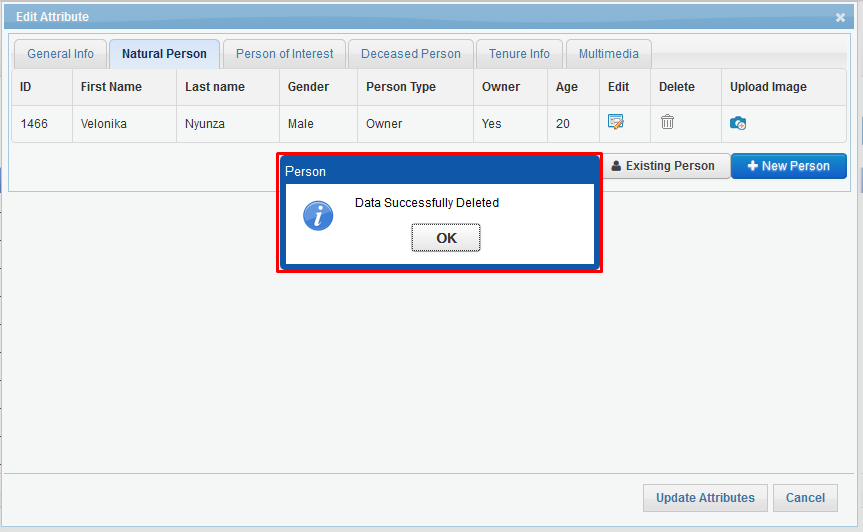 Edit Attribute
General Info Natural Person Person of Interest Deceased Person Tenure Info Multimedia
ID First Name Last name Gender Person Type Owner Age Edit Delete Upload Image
1466 Velonika Nyunza Male Owner Yes 20
Existing Person New Person
Person
Data Successfully Deleted
OK
Update Attributes Cancel